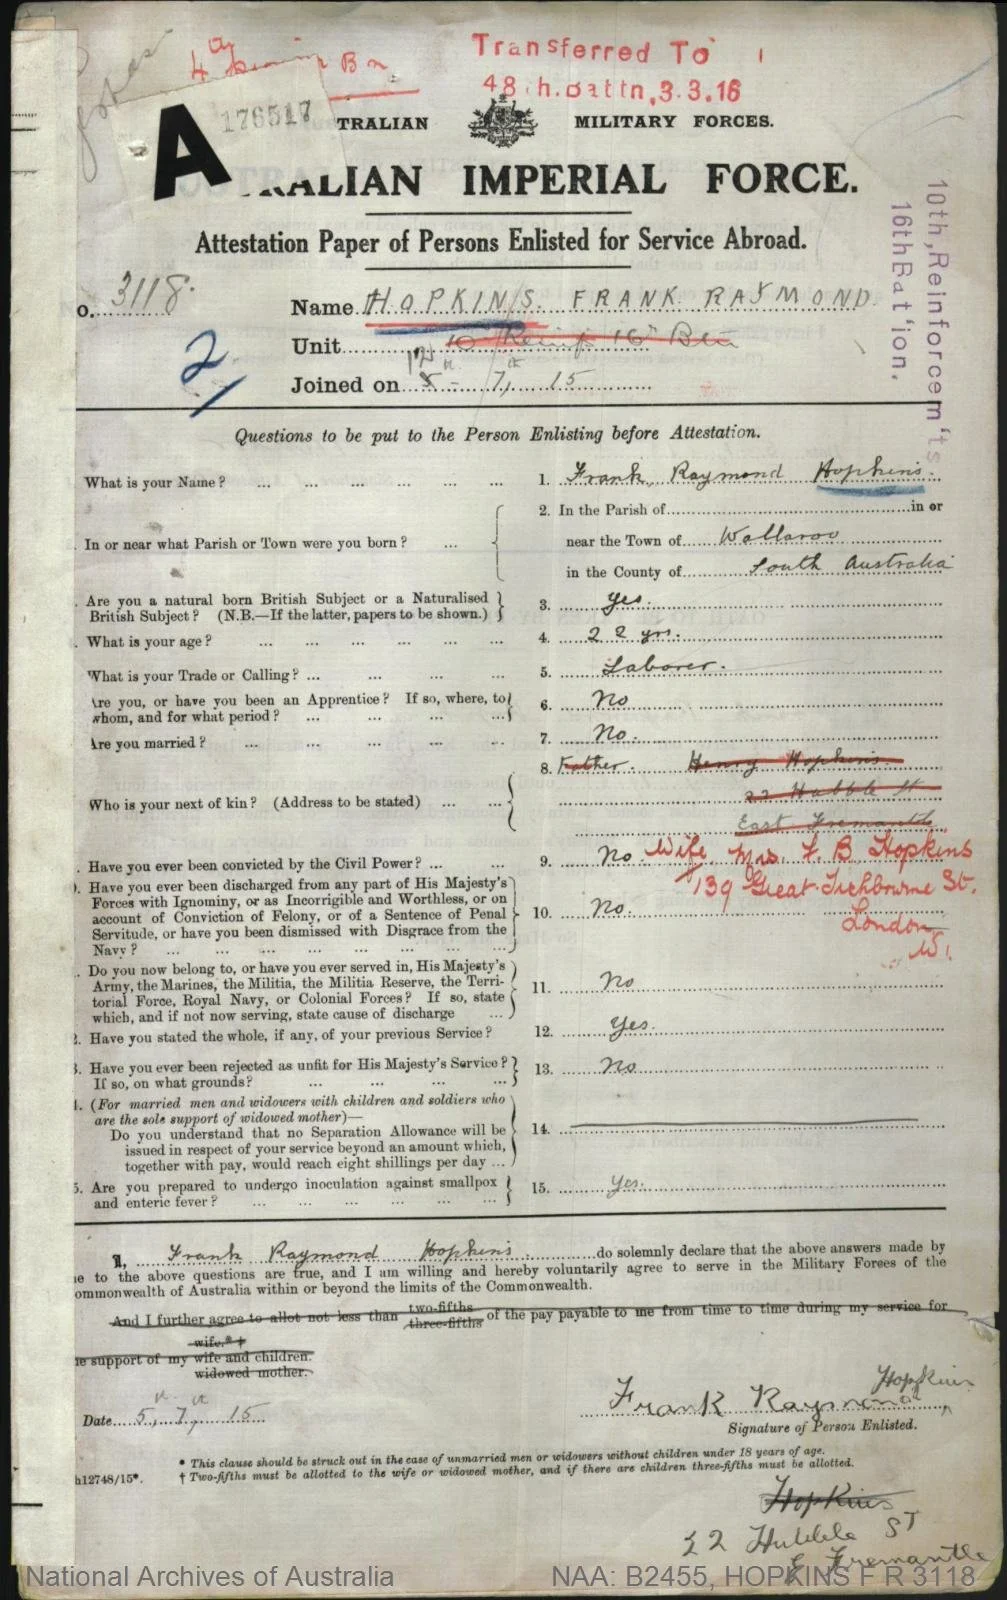 Transferred To
4 Bn
48th. Battn, 3.3.16
A
176517
TRALIAN MILITARY FORCES.
RALIAN IMPERIAL FORCE.
Attestation Paper of Persons Enlisted for Service Abroad.
10th, Reinforcem'ts
16th Bat'ion.
o. 3118.
Name HOPKINS. FRANK RAYMOND.
Unit 10 Reinf 16th Btn
2
Joined on 12th 7th, 15
Questions to be put to the Person Enlisting before Attestation.
What is your Name? ... ... ... ... ... 1. Frank Raymond Hopkins.
2. In the Parish of in or
. In or near what Parish or Town were you born? ... near the Town of Wallaroo
in the County of South Australia
. Are you a natural born British Subject or a Naturalised
British Subject? (N.B.—If the latter, papers to be shown.) 3. Yes.
. What is your age? ... ... ... ... ... 4. 22 yrs.
What is your Trade or Calling? ... ... ... ... 5. Laborer.
Are you, or have you been an Apprentice? If so, where, to
whom, and for what period? ... ... ... ... 6. No
Are you married? ... ... ... ... ... 7. No.
8. Father. Henry Hopkins
Who is your next of kin? (Address to be stated) ... ... 22 Hubble St
East Fremantle
. Have you ever been convicted by the Civil Power? ... ... 9. No Wife Mrs F. B Hopkins
139 Great Tichbourne St.
London
W1.
). Have you ever been discharged from any part of His Majesty's
Forces with Ignominy, or as Incorrigible and Worthless, or on
account of Conviction of Felony, or of a Sentence of Penal
Servitude, or have you been dismissed with Disgrace from the
Navy? ... ... ... ... ... ... ... 10. No.
. Do you now belong to, or have you ever served in, His Majesty's
Army, the Marines, the Militia, the Militia Reserve, the Terri-
torial Force, Royal Navy, or Colonial Forces? If so, state
which, and if not now serving, state cause of discharge ... 11. No
2. Have you stated the whole, if any, of your previous Service? 12. Yes.
3. Have you ever been rejected as unfit for His Majesty's Service?
If so, on what grounds? ... ... ... ... 13. No
4. (For married men and widowers with children and soldiers who
are the sole support of widowed mother)—
Do you understand that no Separation Allowance will be
issued in respect of your service beyond an amount which,
together with pay, would reach eight shillings per day ... 14.
5. Are you prepared to undergo inoculation against smallpox
and enteric fever? ... ... ... ... ... 15. Yes.
I, Frank Raymond Hopkins. do solemnly declare that the above answers made by
e to the above questions are true, and I am willing and hereby voluntarily agree to serve in the Military Forces of the
ommonwealth of Australia within or beyond the limits of the Commonwealth.
And I further agree to allot not less than two-fifths three-fifths of the pay payable to me from time to time during my service for
wife.* †
e support of my wife and children.
widowed mother.
Date 5th, 7th, 15
Frank Raymond Hopkins
Signature of Person Enlisted.
* This clause should be struck out in the case of unmarried men or widowers without children under 18 years of age.
† Two-fifths must be allotted to the wife or widowed mother, and if there are children three-fifths must be allotted.
h12748/15*.
Hopkins
22 Hubble ST
E Fremantle
National Archives of Australia NAA: B2455, HOPKINS F R 3118